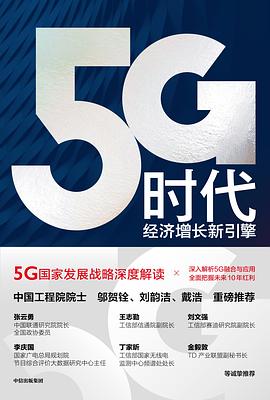 5G
时代
经济增长新引擎
5G国家发展战略深度解读
×
深入解析5G融合与应用
全面把握未来10年红利
中国工程院院士 邬贺铨、刘韵洁、戴浩 重磅推荐
张云勇
中国联通研究院院长
全国政协委员
王志勤
工信部信通院副院长
刘文强
工信部赛迪研究院副院长
李庆国
国家广电总局规划院
节目综合评价大数据研究中心主任
丁家昕
工信部国家无线电
监测中心频谱处处长
金毅敦
TD产业联盟副秘书长
等诚挚推荐
中信出版集团